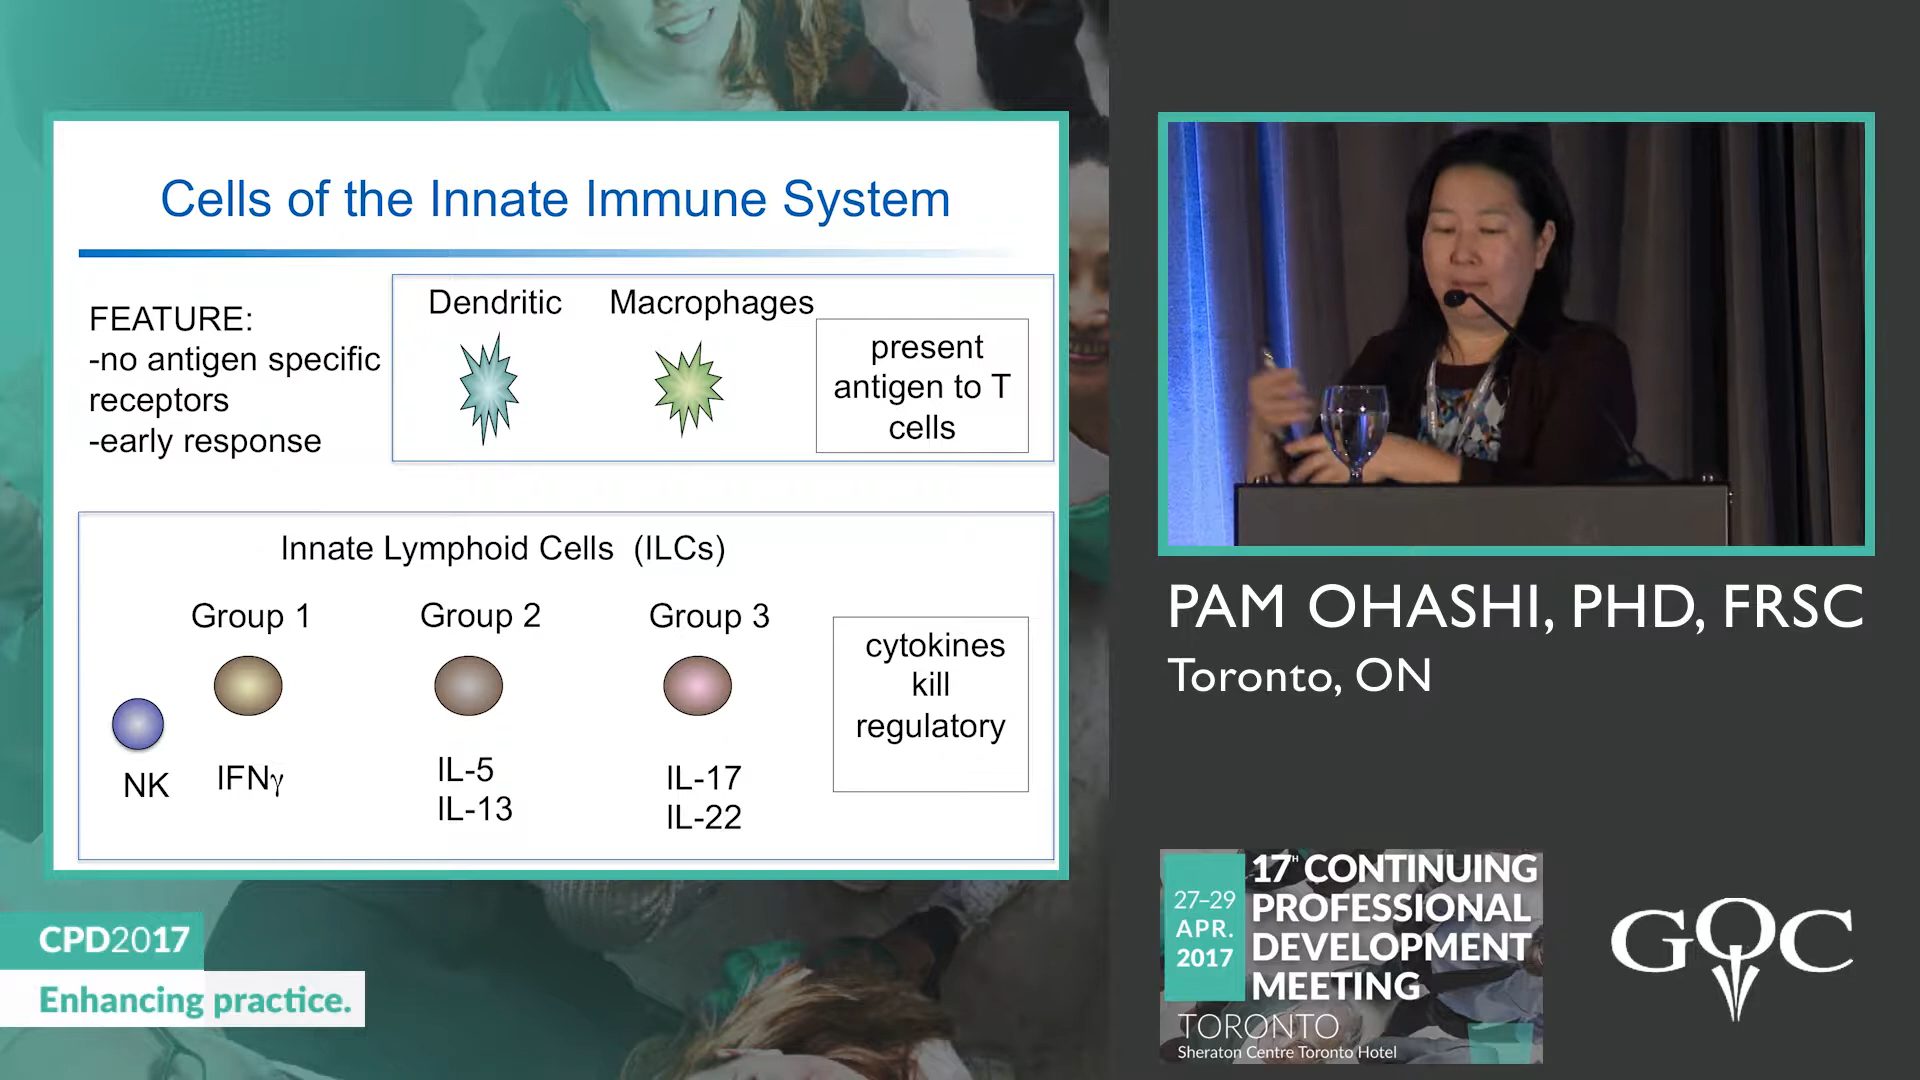 Cells of the Innate Immune System
FEATURE:
-no antigen specific
receptors
-early response
Dendritic
Macrophages
present
antigen to T
cells
Innate Lymphoid Cells (ILCs)
Group 1
Group 2
Group 3
NK
IFNγ
IL-5
IL-13
IL-17
IL-22
cytokines
kill
regulatory
CPD2017
Enhancing practice.
PAM OHASHI, PHD, FRSC
Toronto, ON
27–29
APR.
2017
17TH CONTINUING
PROFESSIONAL
DEVELOPMENT
MEETING
TORONTO
Sheraton Centre Toronto Hotel
GOC